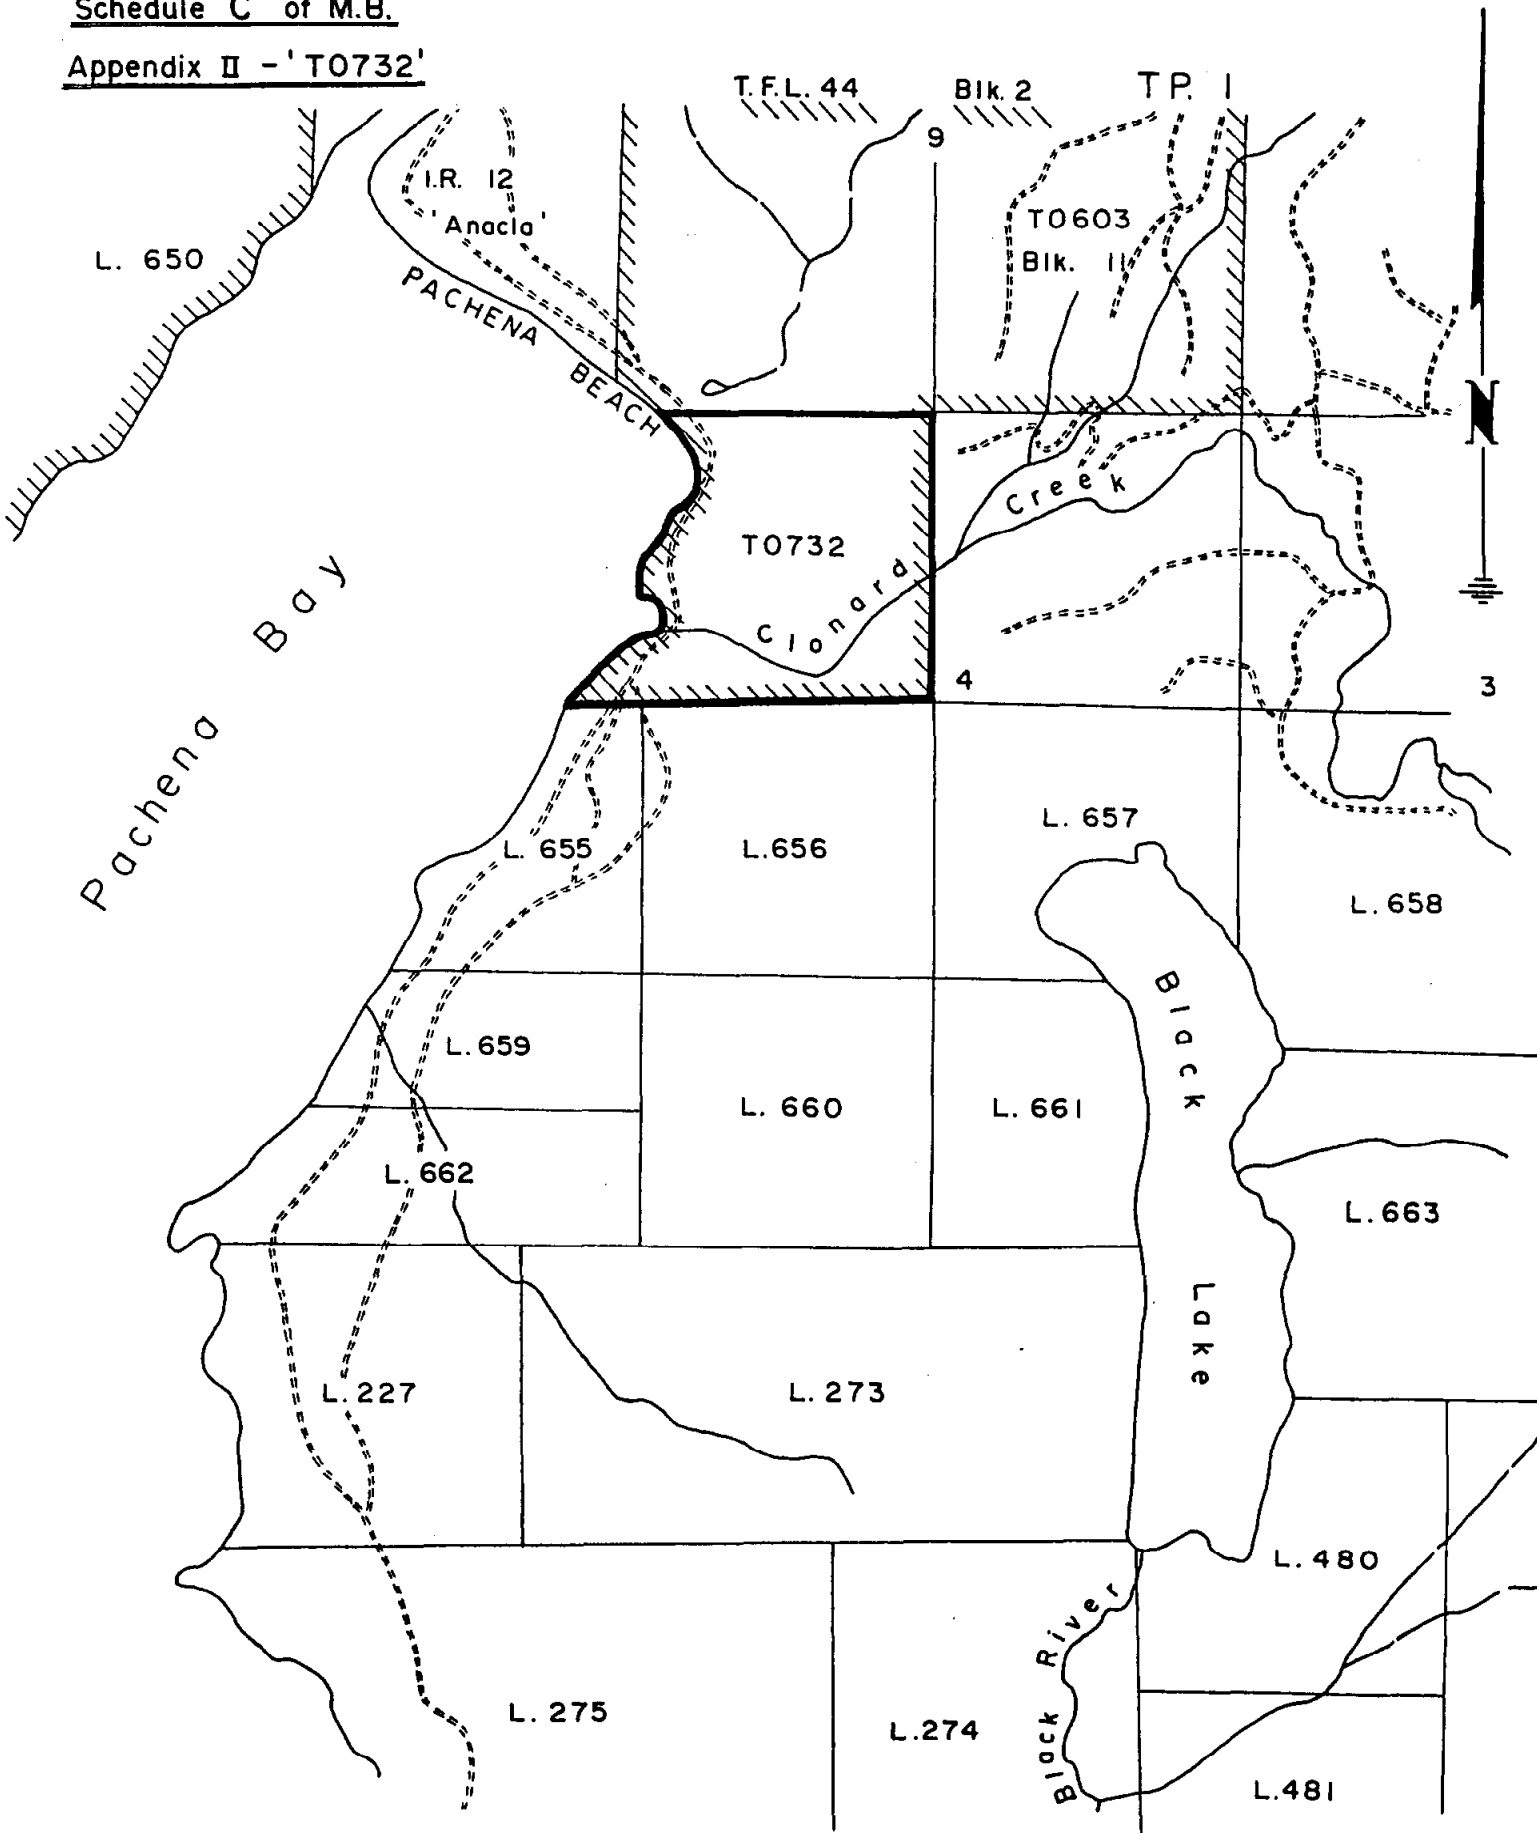 Schedule C of M.B.
Appendix II - 'T0732'
T.F.L. 44
Blk. 2
T P. 1
9
I.R. 12
'Anacla'
T0603
Blk. 11
L. 650
PACHENA BEACH
N
Creek
T0732
Clonard
Pachena Bay
4
3
L. 655
L.656
L. 657
L. 658
L. 659
L. 660
L. 661
Black Lake
L. 662
L. 663
L. 227
L. 273
L. 480
Black River
L. 275
L.274
L.481